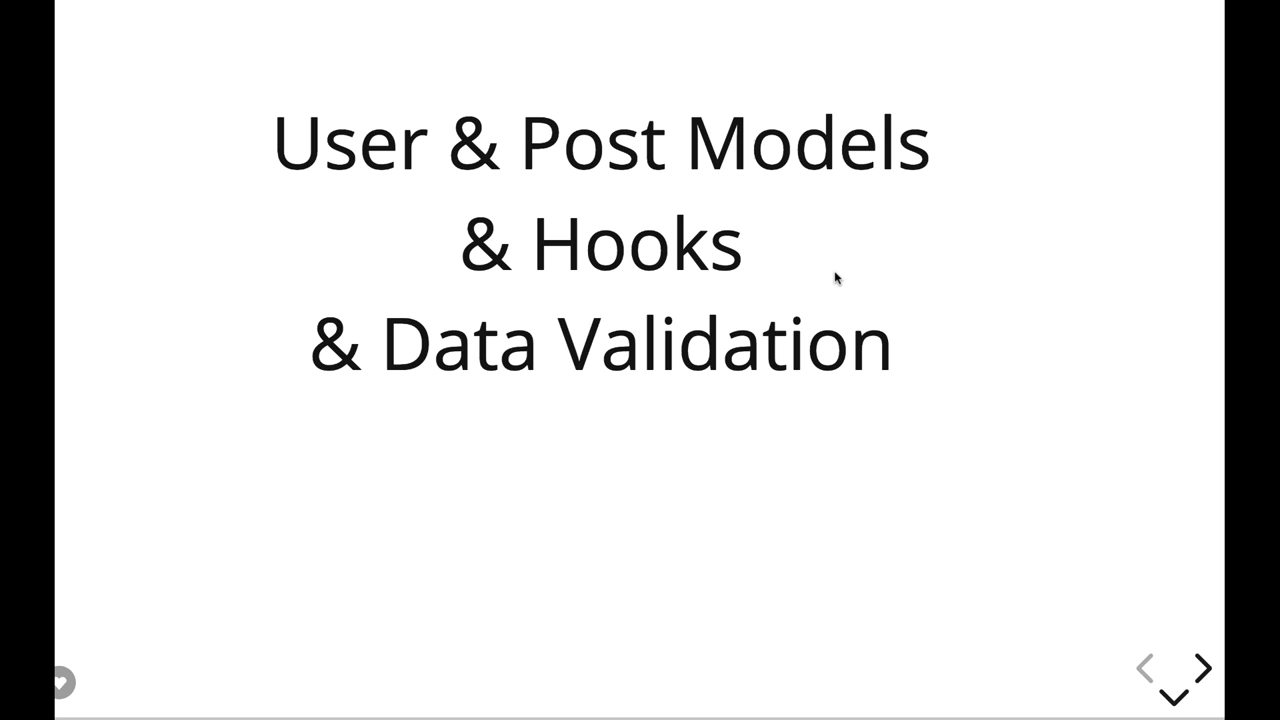 User & Post Models
& Hooks
& Data Validation